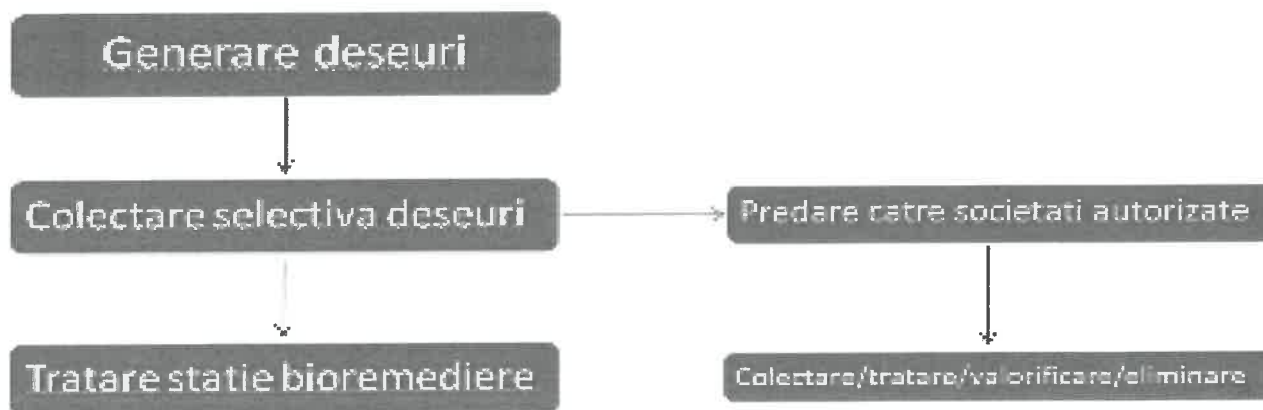 Generare deseuri
Colectare selectiva deseuri
Predare catre societati autorizate
Tratare statie bioremediere
Colectare/tratare/valorificare/eliminare